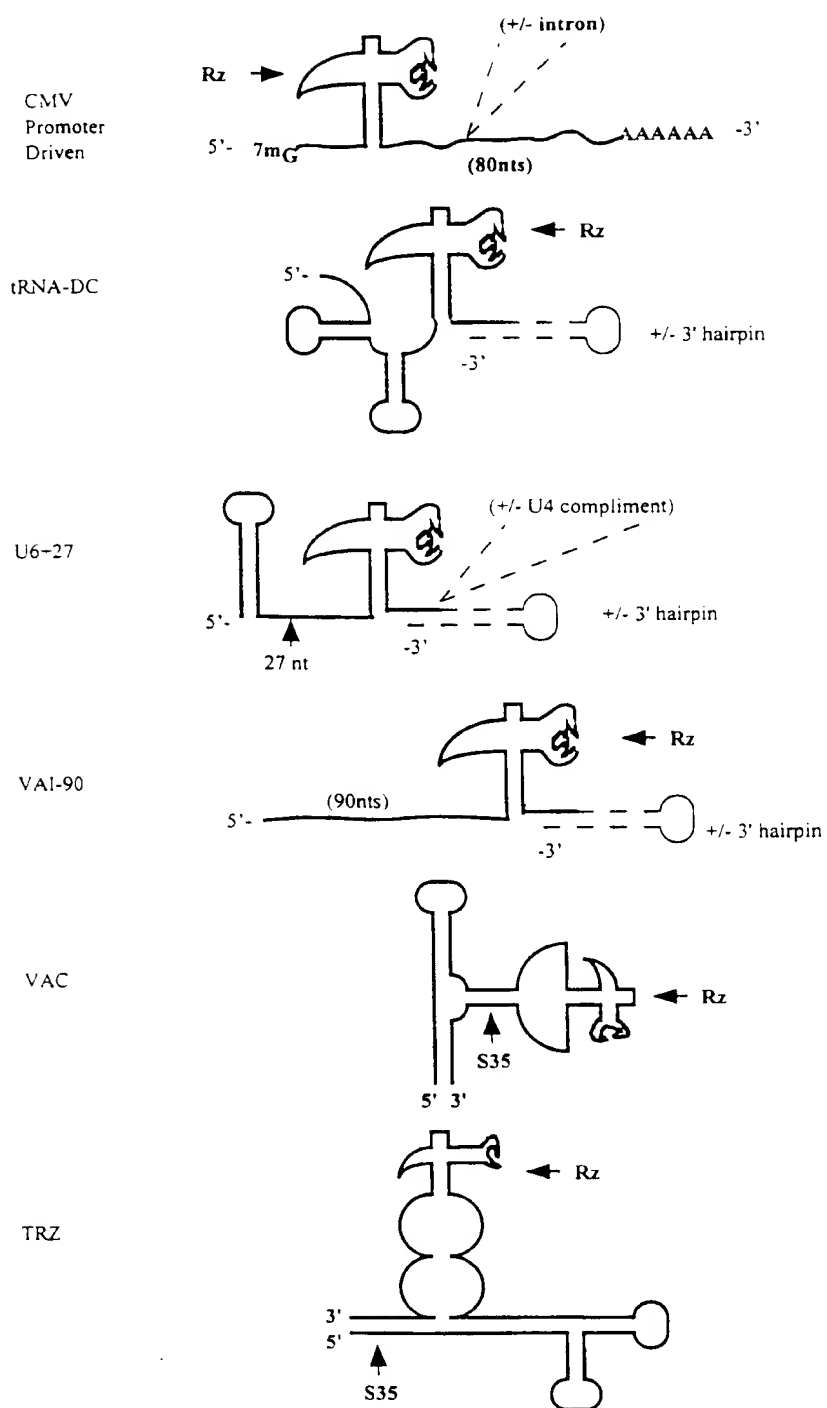 (+/- intron)
Rz
CMV
Promoter
Driven
5'- 7mG
AAAAAA -3'
(80nts)
Rz
5'-
tRNA-DC
-3'
+/- 3' hairpin
(+/- U4 compliment)
U6+27
5'-
-3'
+/- 3' hairpin
27 nt
Rz
VAI-90
(90nts)
5'-
-3'
+/- 3' hairpin
VAC
Rz
S35
5' 3'
Rz
TRZ
3'
5'
S35